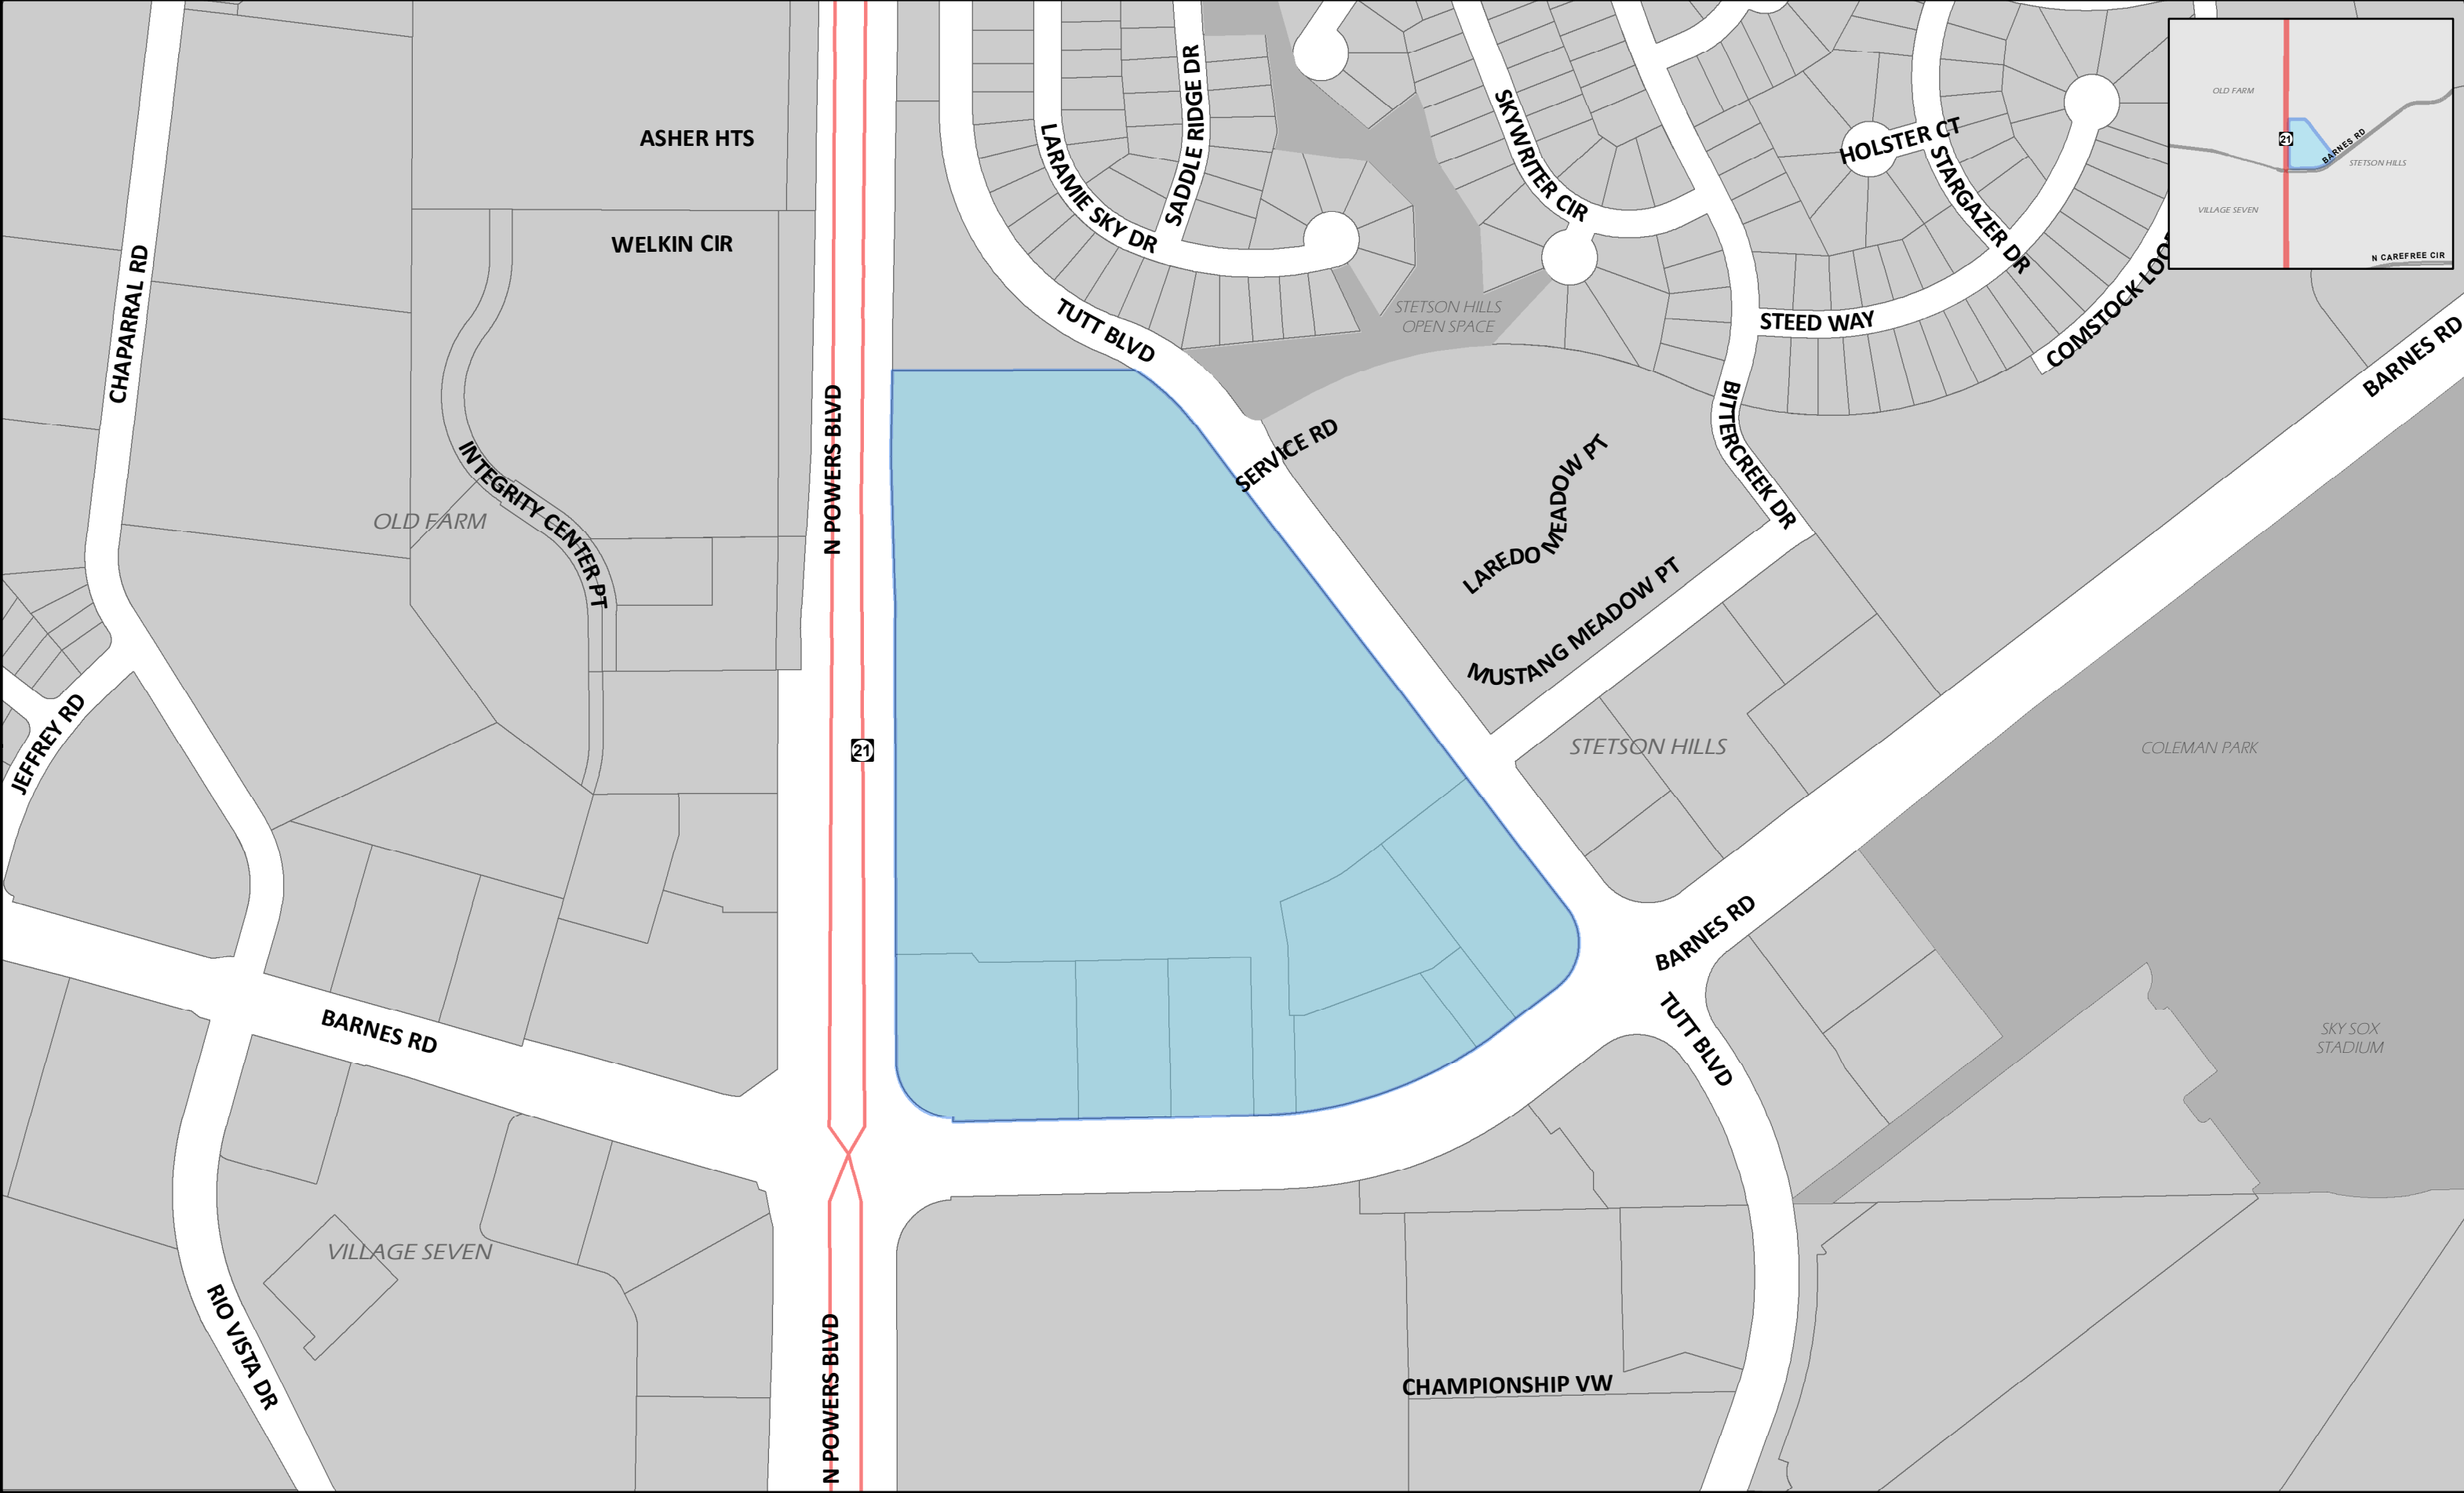 ASHER HTS
WELKIN CIR
CHAPARRAL RD
N POWERS BLVD
LARAMIE SKY DR
SADDLE RIDGE DR
TUTT BLVD
STETSON HILLS
OPEN SPACE
SKYWRITER CIR
HOLSTER CT
STARGAZER DR
STEED WAY
COMSTOCK LOOP
BARNES RD
OLD FARM
21
BARNES RD
STETSON HILLS
VILLAGE SEVEN
N CAREFREE CIR
SERVICE RD
BITTERCREEK DR
INTEGRITY CENTER PT
OLD FARM
LAREDO
MEADOW PT
MUSTANG MEADOW PT
JEFFREY RD
21
STETSON HILLS
COLEMAN PARK
BARNES RD
BARNES RD
TUTT BLVD
SKY SOX
STADIUM
VILLAGE SEVEN
RIO VISTA DR
N POWERS BLVD
CHAMPIONSHIP VW